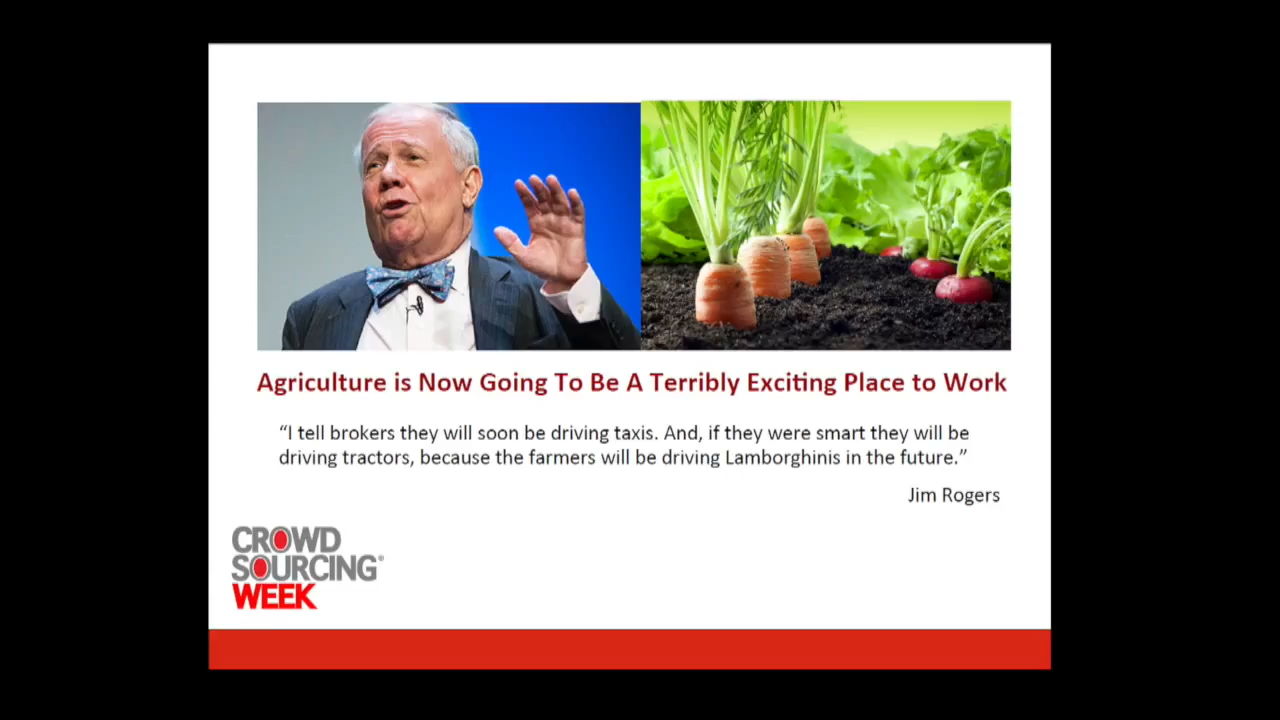 Agriculture is Now Going To Be A Terribly Exciting Place to Work
“I tell brokers they will soon be driving taxis. And, if they were smart they will be
driving tractors, because the farmers will be driving Lamborghinis in the future.”
Jim Rogers
CROWD
SOURCING®
WEEK